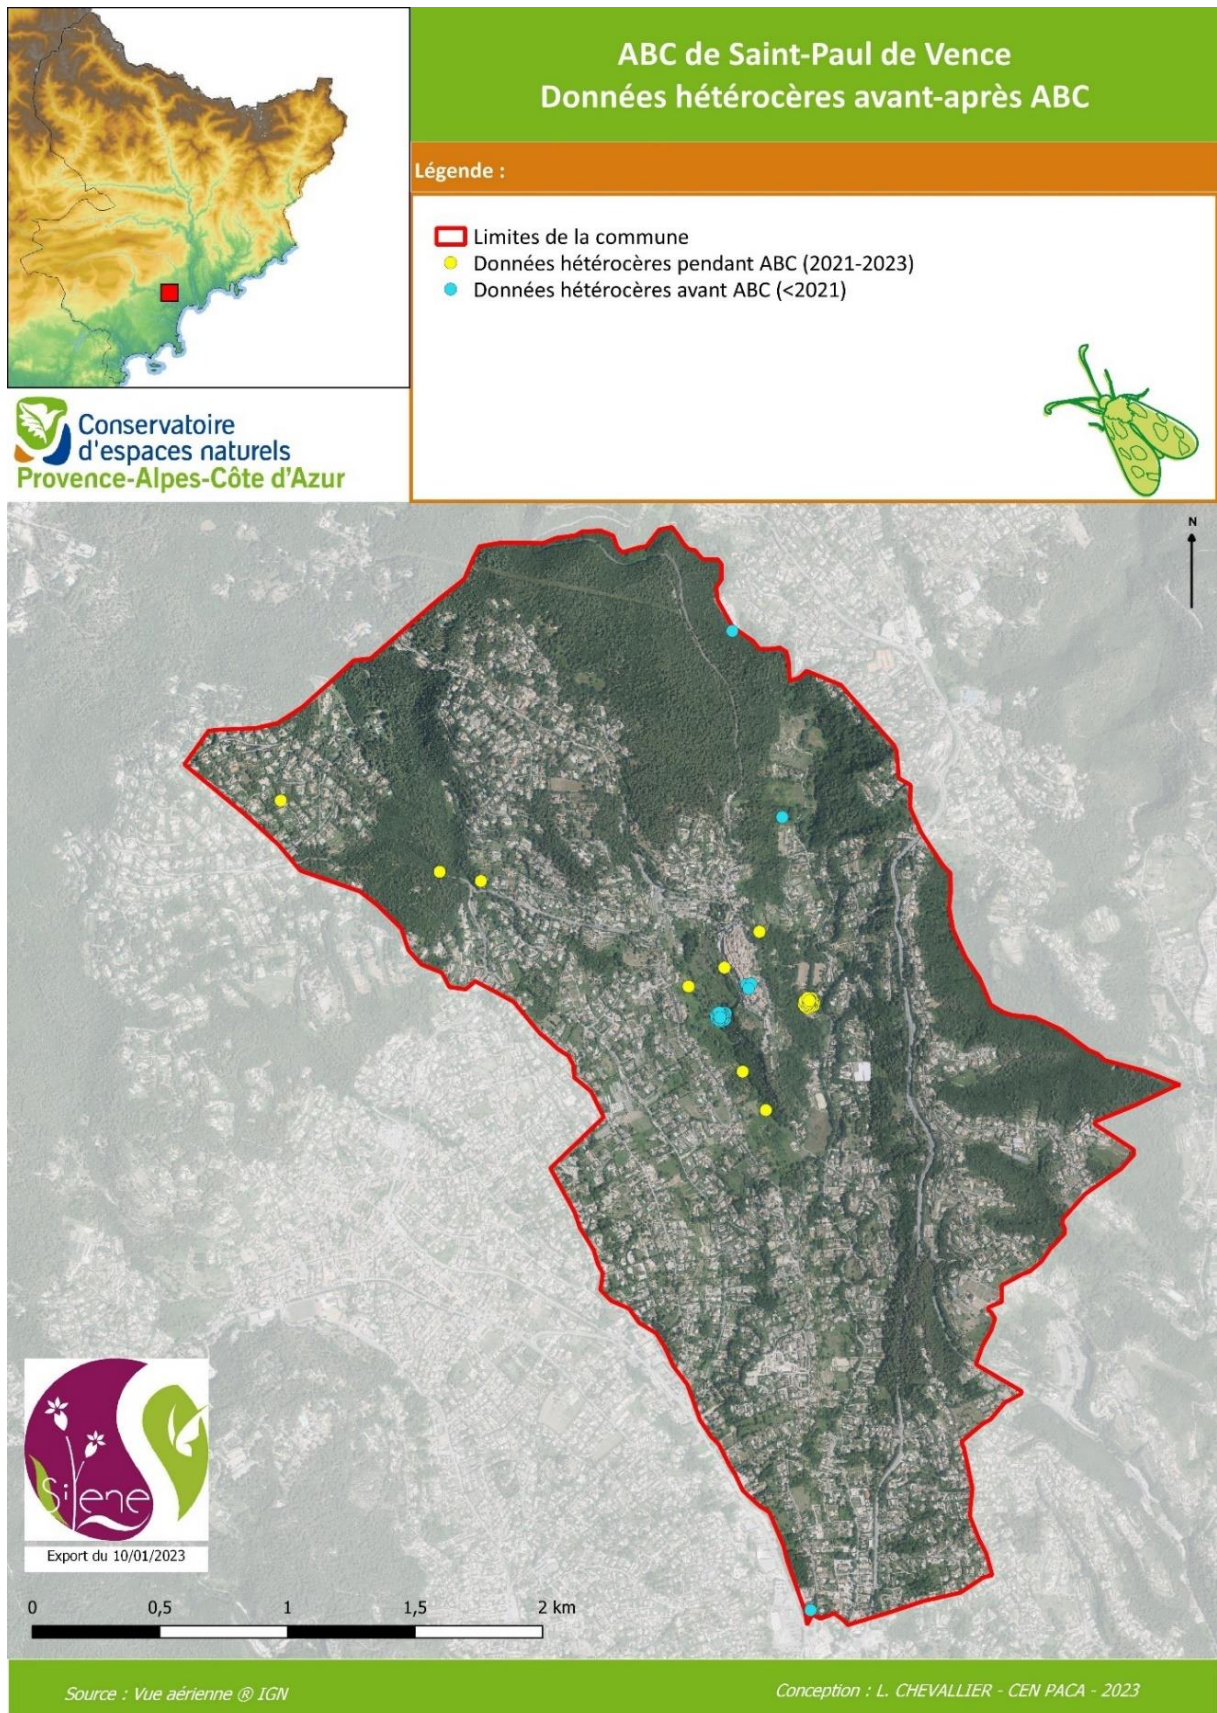 ABC de Saint-Paul de Vence
Données hétérocères avant-après ABC
Légende :
Limites de la commune
Données hétérocères pendant ABC (2021-2023)
Données hétérocères avant ABC (<2021)
Conservatoire
d'espaces naturels
Provence-Alpes-Côte d'Azur
N
Silene
Export du 10/01/2023
0 0,5 1 1,5 2 km
Source : Vue aérienne ® IGN
Conception : L. CHEVALLIER - CEN PACA - 2023